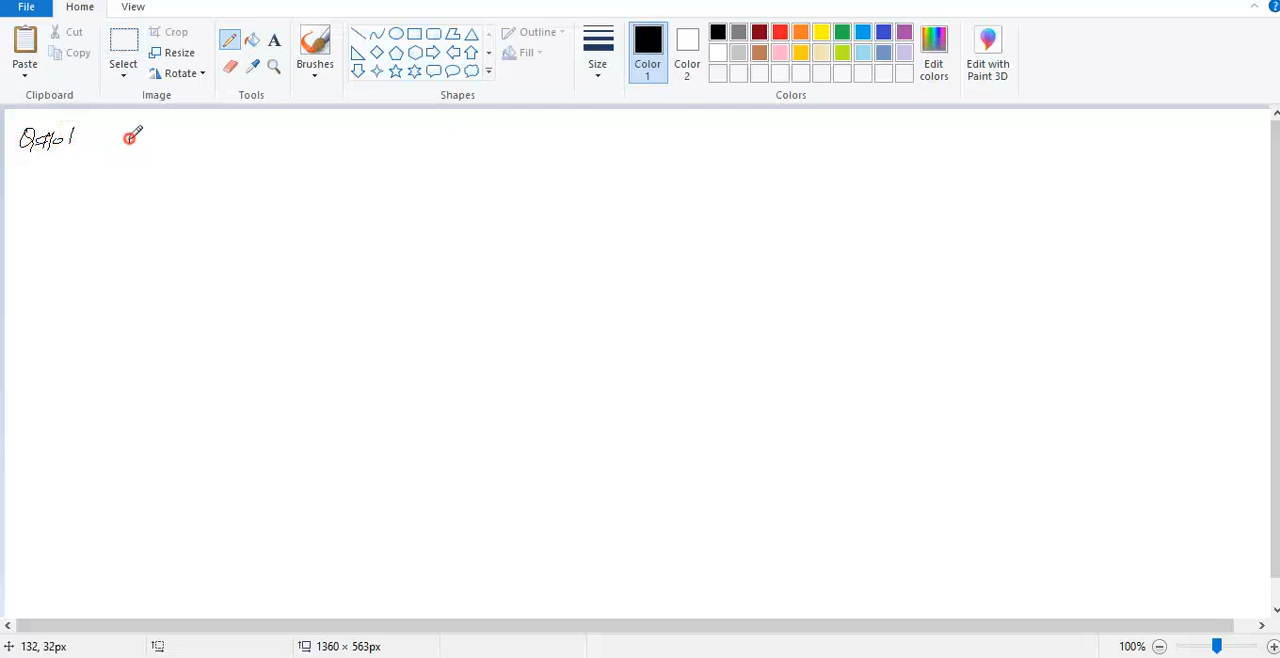 File Home View
Cut
Copy
Paste
Clipboard
Select
Crop
Resize
Rotate
Image
Tools
Brushes
Shapes
Outline
Fill
Size
Color 1
Color 2
Edit colors
Colors
Edit with Paint 3D
132, 32px
1360 × 563px
100%